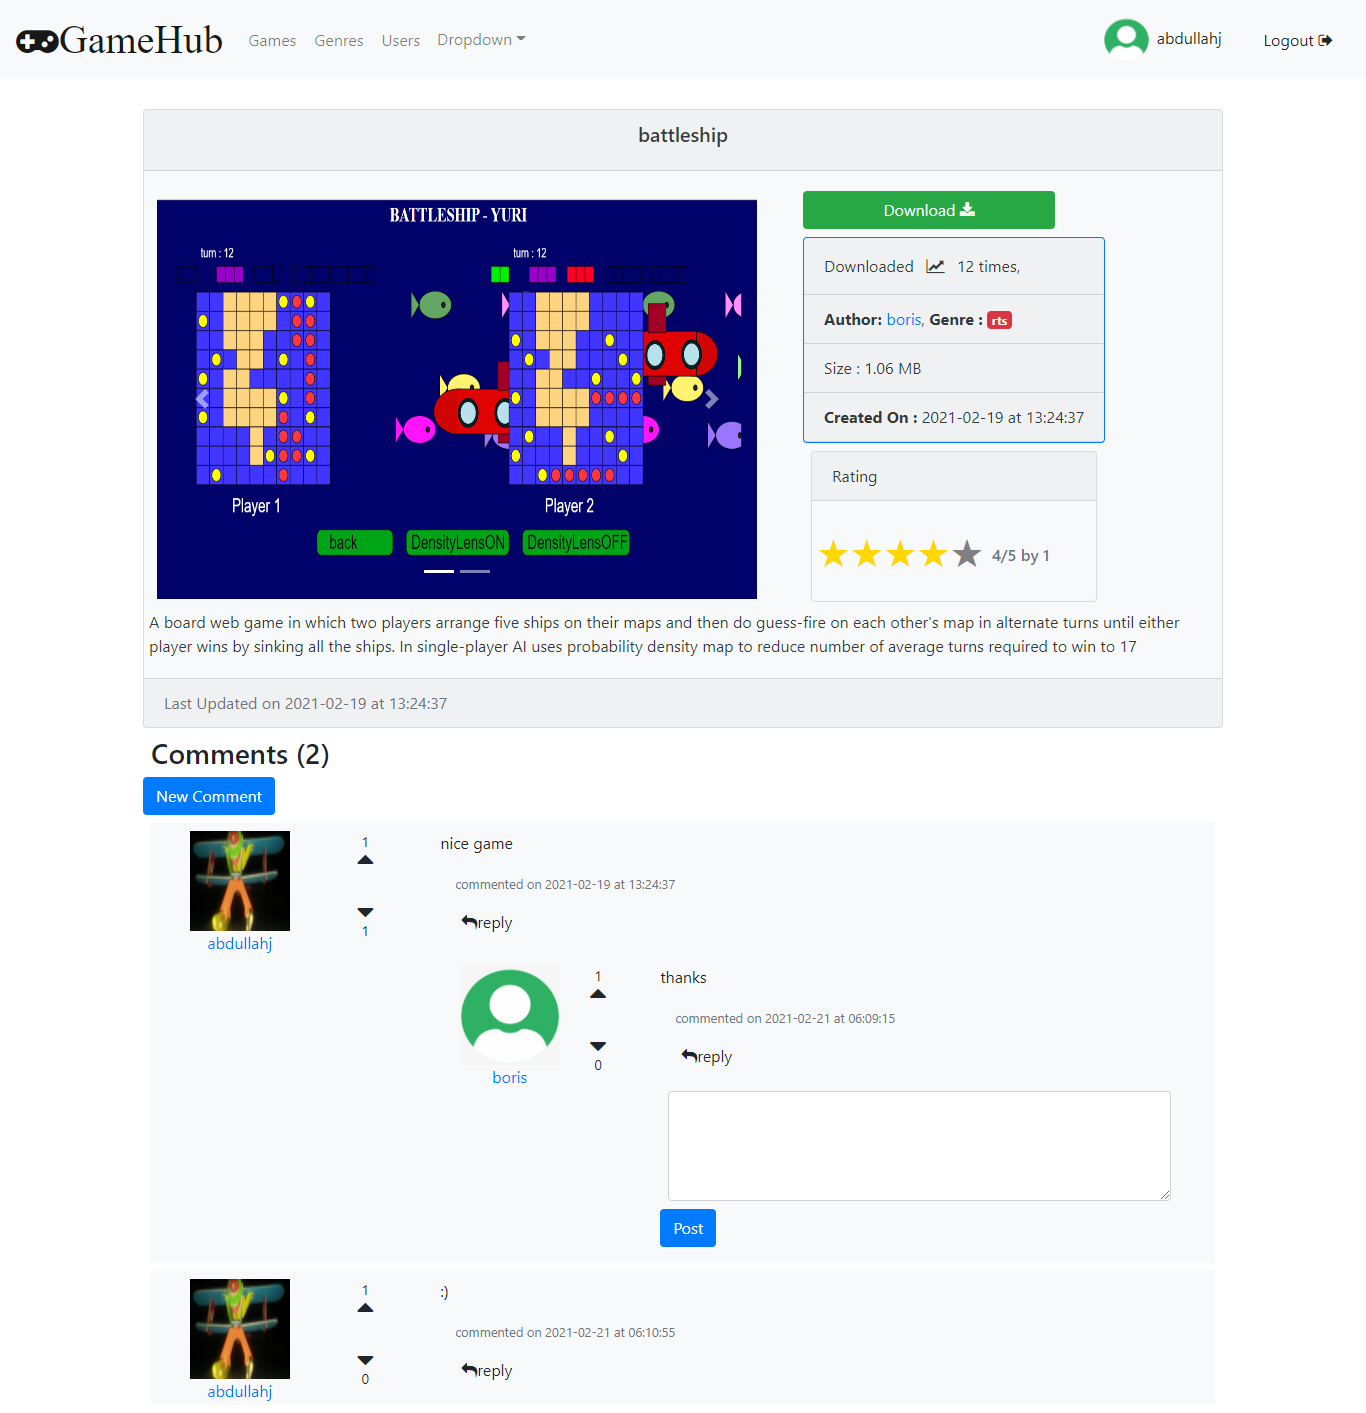 GameHub Games Genres Users Dropdown abdullahj Logout
battleship
BATTLESHIP - YURI
turn : 12 turn : 12
Player 1 Player 2
back DensityLensON DensityLensOFF
Download
Downloaded 12 times,
Author: boris, Genre : rts
Size : 1.06 MB
Created On : 2021-02-19 at 13:24:37
Rating
4/5 by 1
A board web game in which two players arrange five ships on their maps and then do guess-fire on each other's map in alternate turns until either
player wins by sinking all the ships. In single-player AI uses probability density map to reduce number of average turns required to win to 17
Last Updated on 2021-02-19 at 13:24:37
Comments (2)
New Comment
1
nice game
commented on 2021-02-19 at 13:24:37
reply
1
abdullahj
1
thanks
commented on 2021-02-21 at 06:09:15
reply
0
boris
Post
1
:)
commented on 2021-02-21 at 06:10:55
reply
0
abdullahj